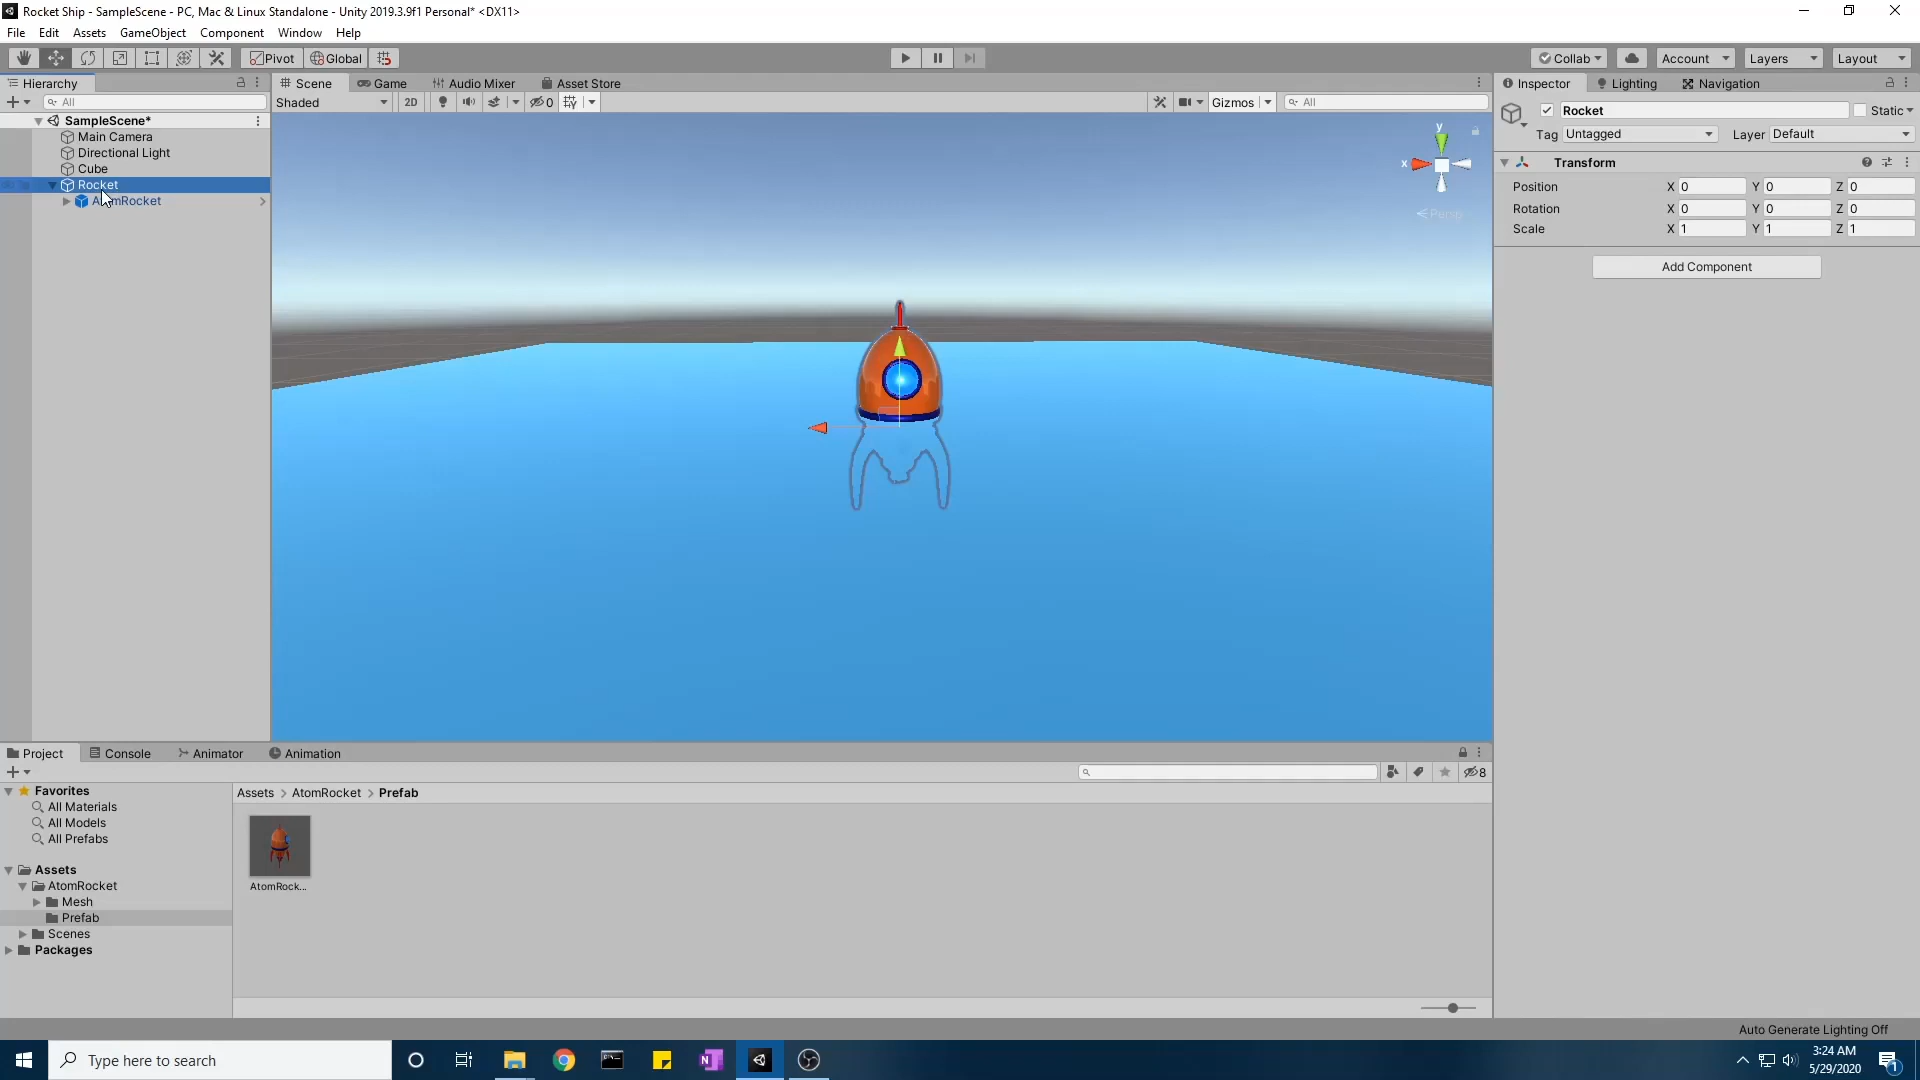 Rocket Ship - SampleScene - PC, Mac & Linux Standalone - Unity 2019.3.9f1 Personal* <DX11>
File Edit Assets GameObject Component Window Help
Pivot Global Collab Account Layers Layout
Hierarchy
All
SampleScene*
Main Camera
Directional Light
Cube
Rocket
AtomRocket
Scene Game Audio Mixer Asset Store
Shaded 2D 0 Gizmos All
y
x
Persp
Inspector Lighting Navigation
Rocket Static
Tag Untagged Layer Default
Transform
Position X 0 Y 0 Z 0
Rotation X 0 Y 0 Z 0
Scale X 1 Y 1 Z 1
Add Component
Project Console Animator Animation
8
Favorites
All Materials
All Models
All Prefabs
Assets
AtomRocket
Mesh
Prefab
Scenes
Packages
Assets > AtomRocket > Prefab
AtomRock...
Auto Generate Lighting Off
Type here to search
N
3:24 AM
5/29/2020
1